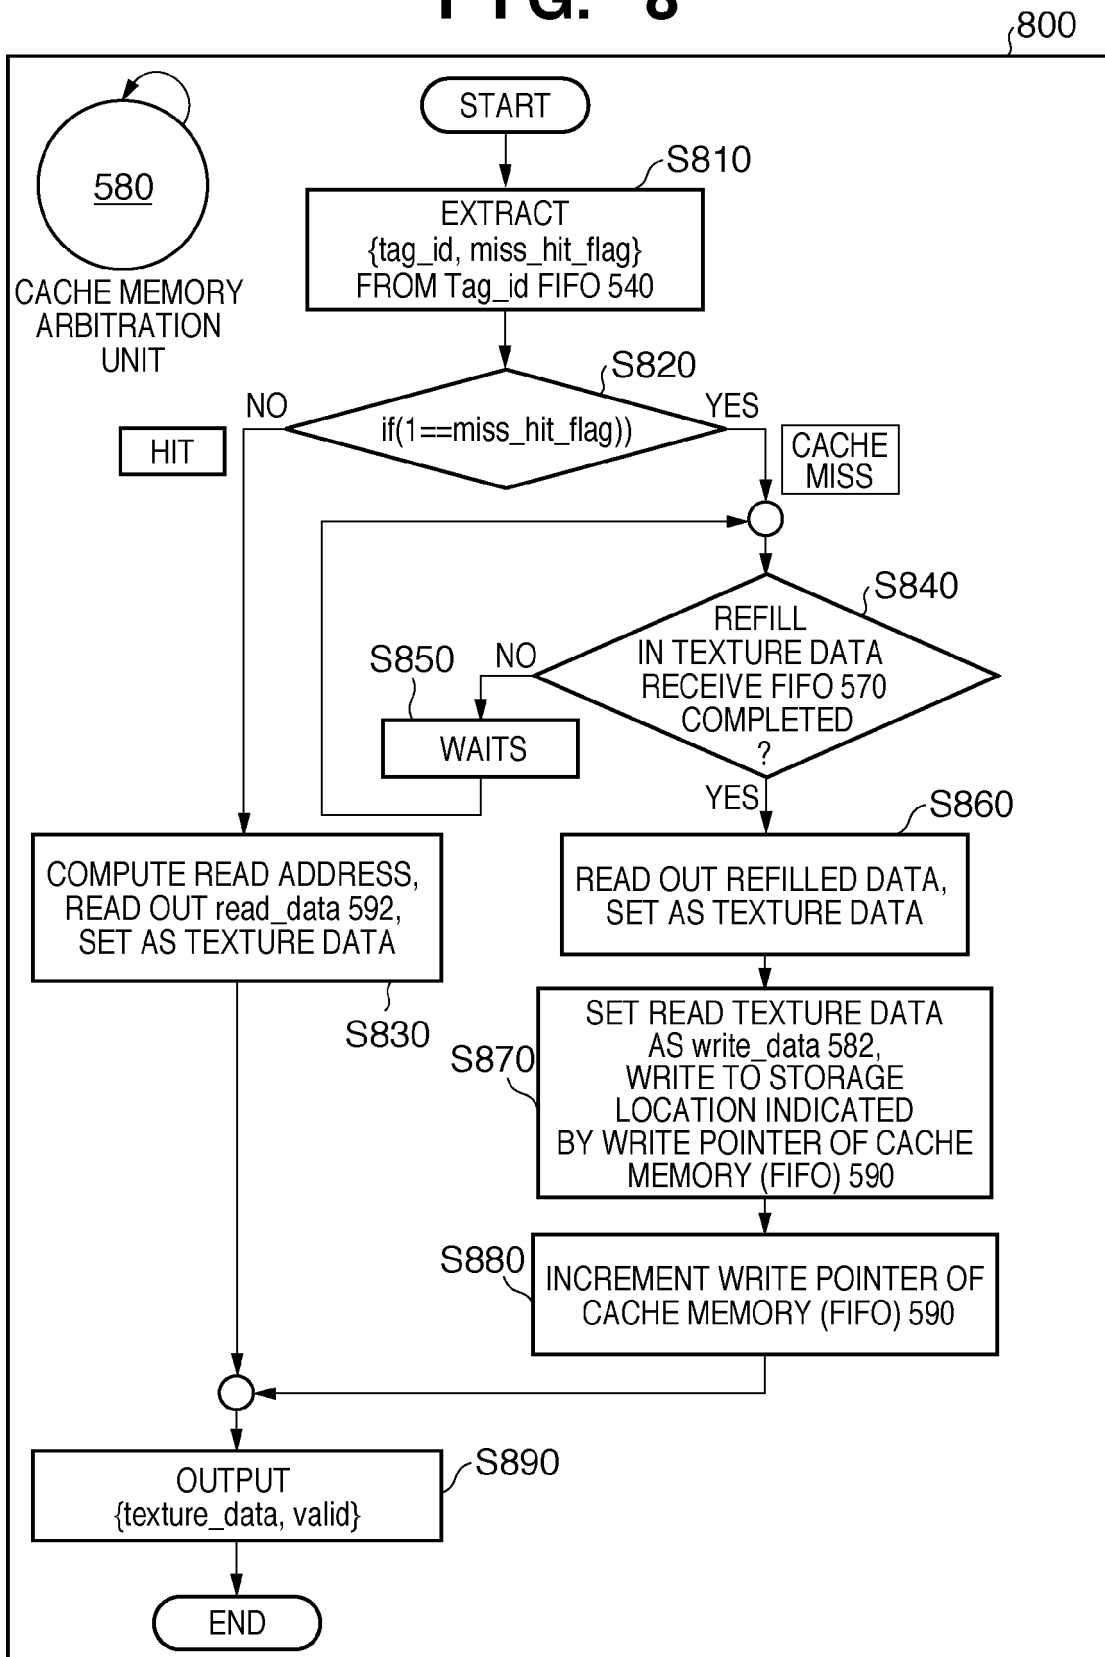 FIG. 8
800
START
580
CACHE MEMORY
ARBITRATION
UNIT
S810
EXTRACT
{tag_id, miss_hit_flag}
FROM Tag_id FIFO 540
S820
NO
if(1==miss_hit_flag))
YES
HIT
CACHE
MISS
S840
REFILL
IN TEXTURE DATA
RECEIVE FIFO 570
COMPLETED
?
NO
S850
WAITS
YES
S860
COMPUTE READ ADDRESS,
READ OUT read_data 592,
SET AS TEXTURE DATA
S830
READ OUT REFILLED DATA,
SET AS TEXTURE DATA
S870
SET READ TEXTURE DATA
AS write_data 582,
WRITE TO STORAGE
LOCATION INDICATED
BY WRITE POINTER OF CACHE
MEMORY (FIFO) 590
S880
INCREMENT WRITE POINTER OF
CACHE MEMORY (FIFO) 590
S890
OUTPUT
{texture_data, valid}
END